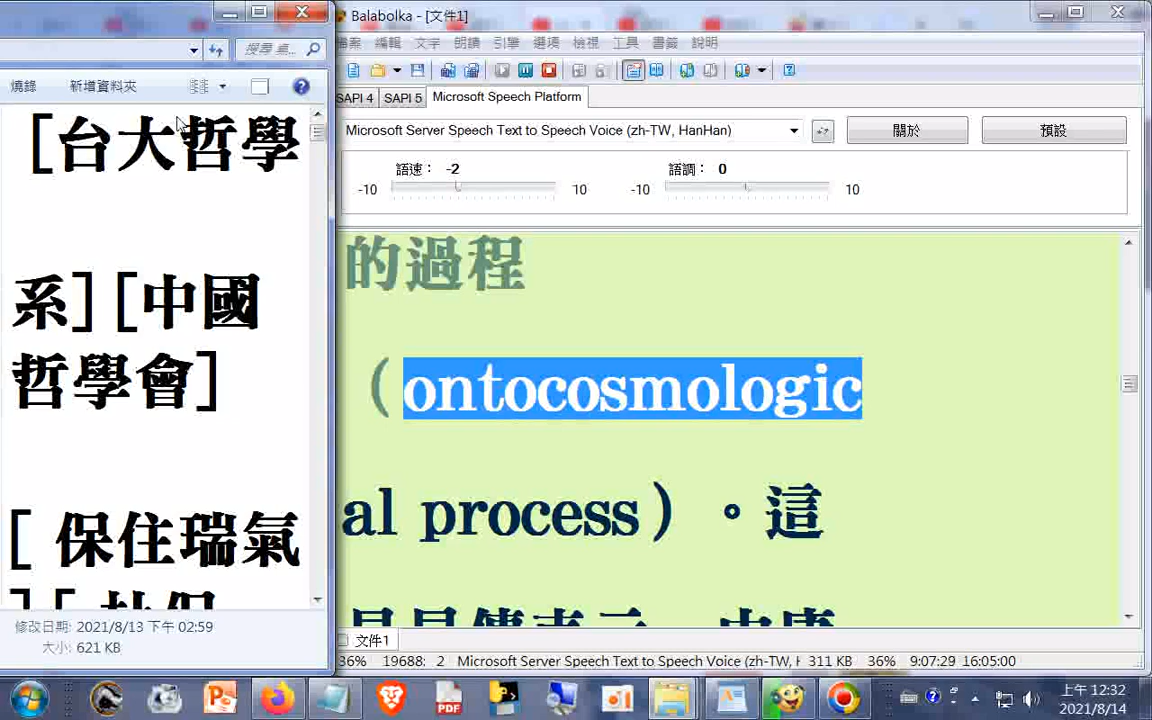 Balabolka - [文件1]
檔案 編輯 文字 朗讀 引擎 選項 檢視 工具 書籤 說明
搜尋 桌...
燒錄 新增資料夾
SAPI 4 SAPI 5 Microsoft Speech Platform
Microsoft Server Speech Text to Speech Voice (zh-TW, HanHan)
關於
預設
語速： -2
-10 10
語調： 0
-10 10
[台大哲學
系][中國
哲學會]
[ 保住瑞氣
修改日期: 2021/8/13 下午 02:59
大小: 621 KB
的過程
（ontocosmologic
al process）。這
文件1
36% 19688: 2 Microsoft Server Speech Text to Speech Voice (zh-TW, H 311 KB 36% 9:07:29 16:05:00
上午 12:32
2021/8/14